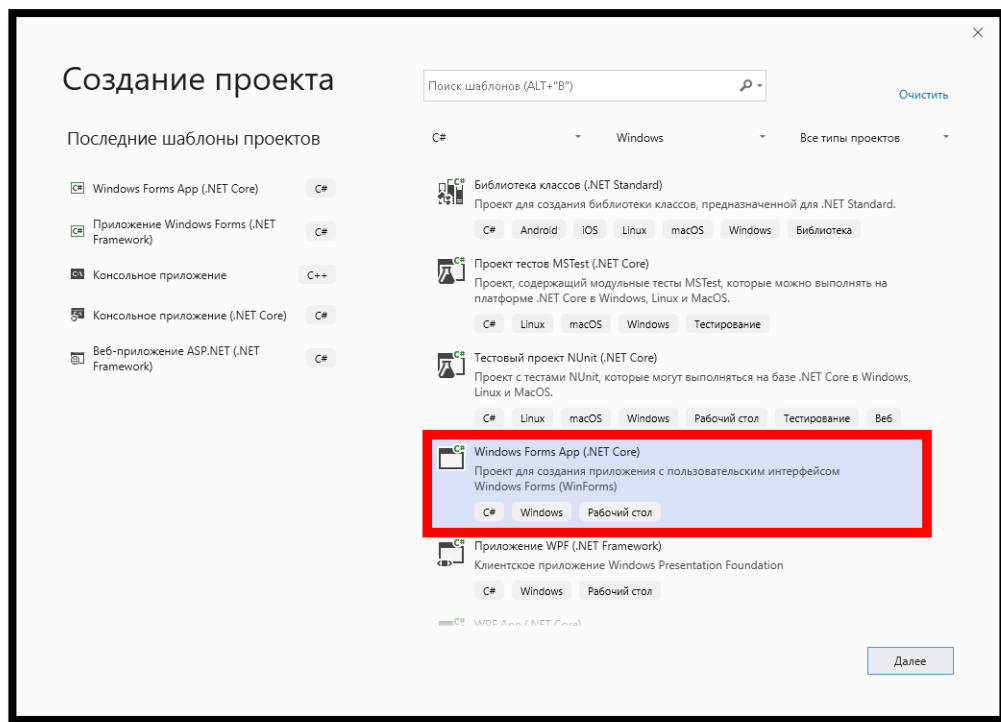 Создание проекта
Поиск шаблонов (ALT+"B")
Очистить
Последние шаблоны проектов
C#
Windows
Все типы проектов
Windows Forms App (.NET Core)
C#
Приложение Windows Forms (.NET
Framework)
C#
Консольное приложение
C++
Консольное приложение (.NET Core)
C#
Веб-приложение ASP.NET (.NET
Framework)
C#
Библиотека классов (.NET Standard)
Проект для создания библиотеки классов, предназначенной для .NET Standard.
C# Android iOS Linux macOS Windows Библиотека
Проект тестов MSTest (.NET Core)
Проект, содержащий модульные тесты MSTest, которые можно выполнять на
платформе .NET Core в Windows, Linux и MacOS.
C# Linux macOS Windows Тестирование
Тестовый проект NUnit (.NET Core)
Проект с тестами NUnit, которые могут выполняться на базе .NET Core в Windows,
Linux и MacOS.
C# Linux macOS Windows Рабочий стол Тестирование Веб
Windows Forms App (.NET Core)
Проект для создания приложения с пользовательским интерфейсом
Windows Forms (WinForms)
C# Windows Рабочий стол
Приложение WPF (.NET Framework)
Клиентское приложение Windows Presentation Foundation
C# Windows Рабочий стол
WPF App (.NET Core)
Далее